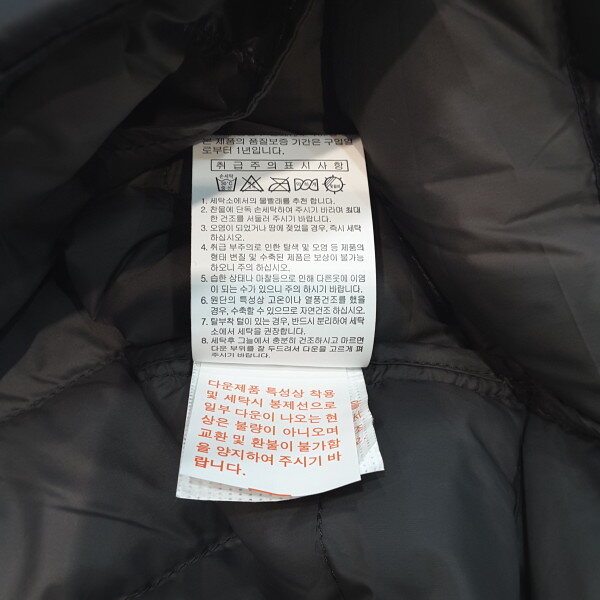 본 제품의 품질보증 기간은 구입일
로부터 1년입니다.
취급주의표시사항
손세탁
1. 세탁소에서의 물빨래를 추천 합니다.
2. 찬물에 단독 손세탁하여 주시기 바라며 최대
한 건조를 서둘러 주시기 바랍니다.
3. 오염이 되었거나 땀에 젖었을 경우, 즉시 세탁
하십시오.
4. 취급 부주의로 인한 탈색 및 오염 등 제품의
형태 변질 및 수축된 제품은 보상이 불가능
하오니 주의 하십시오.
5. 습한 상태나 마찰등으로 인해 다른옷에 이염
이 되는 수가 있으니 주의 하시기 바랍니다.
6. 원단의 특성상 고온이나 열풍건조를 했을
경우, 수축할 수 있으므로 자연건조 하십시오.
7. 탈부착 털이 있는 경우, 반드시 분리하여 세탁
소에서 세탁을 권장합니다.
8. 세탁후 그늘에서 충분히 건조하시고 마르면
다운 부위를 잘 두드려서 다운을 고르게 펴
주시기 바랍니다.
다운제품 특성상 착용
및 세탁시 봉제선으로
일부 다운이 나오는 현
상은 불량이 아니오며
교환 및 환불이 불가함
을 양지하여 주시기 바
랍니다.